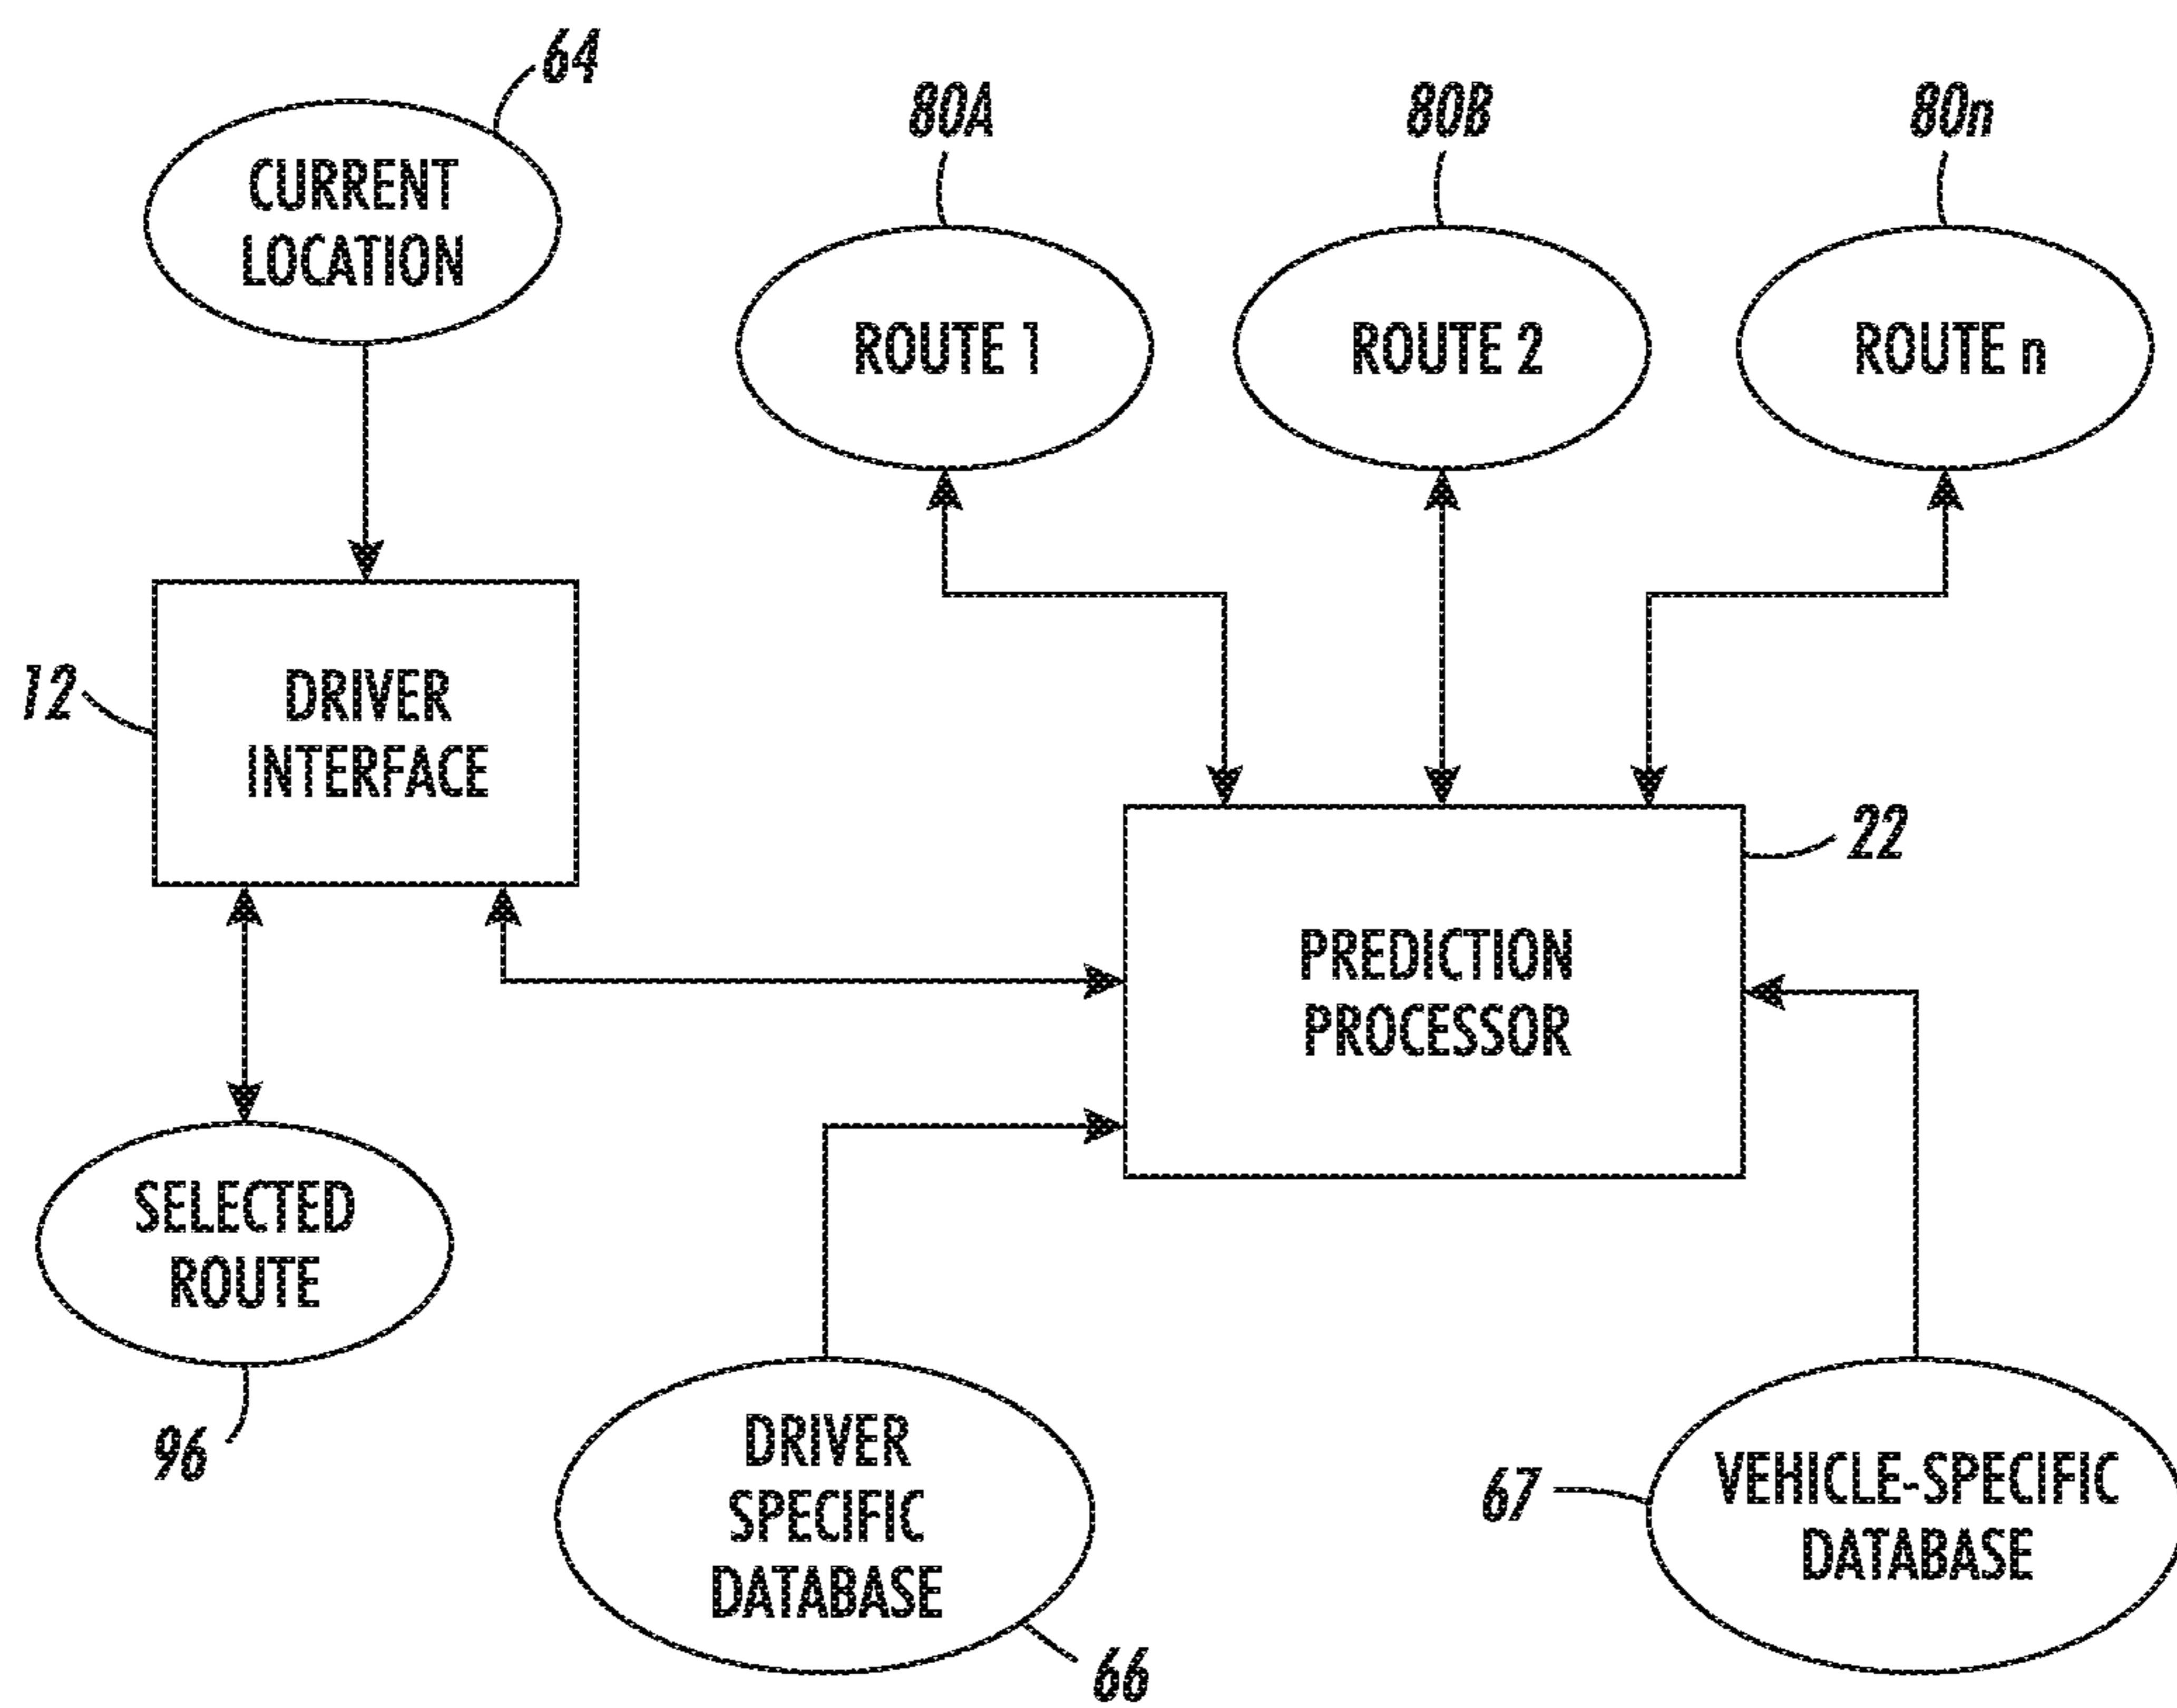 64
CURRENT
LOCATION
80A
80B
80n
ROUTE 1
ROUTE 2
ROUTE n
12
DRIVER
INTERFACE
22
PREDICTION
PROCESSOR
SELECTED
ROUTE
96
DRIVER
SPECIFIC
DATABASE
66
67
VEHICLE-SPECIFIC
DATABASE